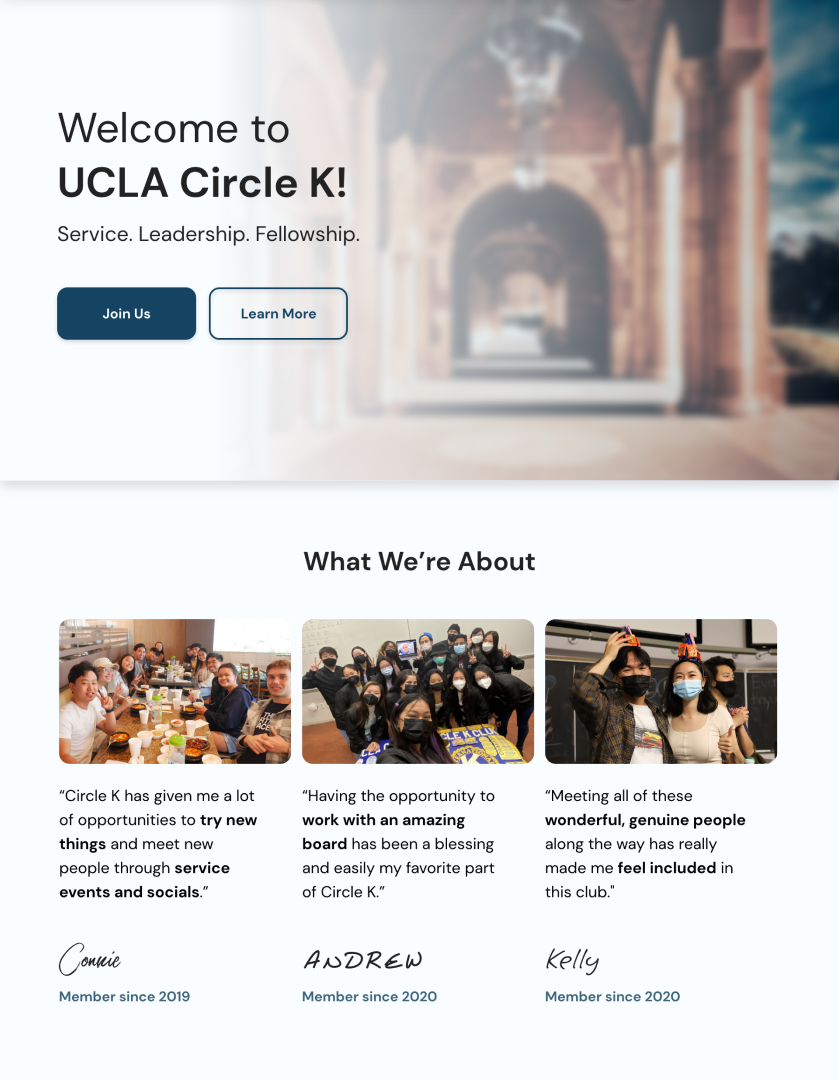 Welcome to
UCLA Circle K!
Service. Leadership. Fellowship.
Join Us
Learn More
What We’re About
“Circle K has given me a lot
of opportunities to try new
things and meet new
people through service
events and socials.”
Connie
Member since 2019
CLE K CLU
“Having the opportunity to
work with an amazing
board has been a blessing
and easily my favorite part
of Circle K.”
ANDREW
Member since 2020
“Meeting all of these
wonderful, genuine people
along the way has really
made me feel included in
this club."
Kelly
Member since 2020